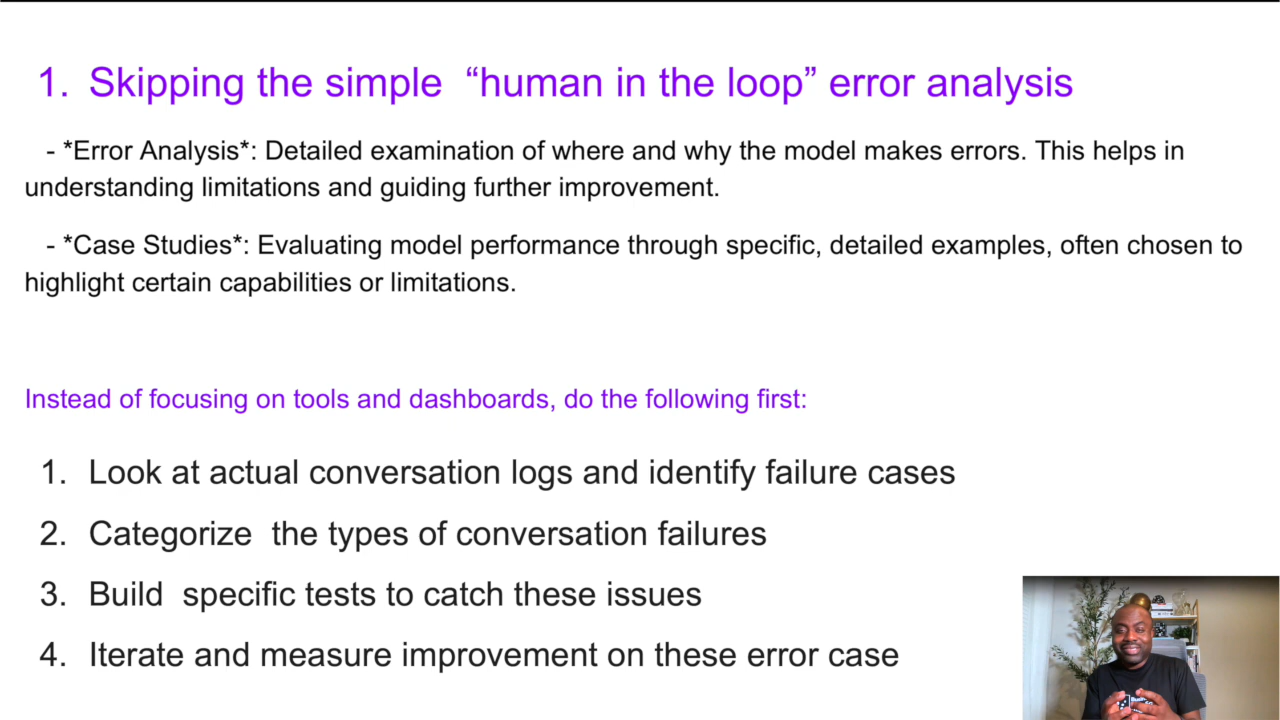 1. Skipping the simple  “human in the loop” error analysis
- *Error Analysis*: Detailed examination of where and why the model makes errors. This helps in
understanding limitations and guiding further improvement.
- *Case Studies*: Evaluating model performance through specific, detailed examples, often chosen to
highlight certain capabilities or limitations.
Instead of focusing on tools and dashboards, do the following first:
1. Look at actual conversation logs and identify failure cases
2. Categorize  the types of conversation failures
3. Build  specific tests to catch these issues
4. Iterate and measure improvement on these error case